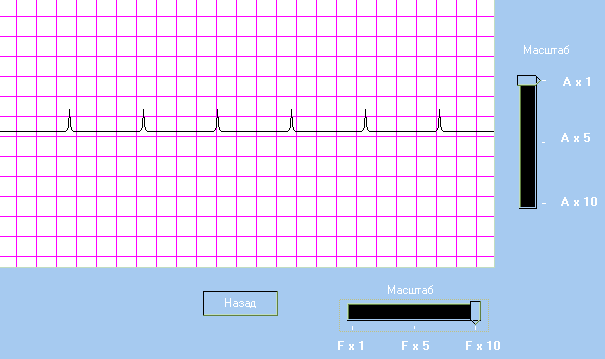 Масштаб
A x 1
A x 5
A x 10
Масштаб
Назад
F x 1 F x 5 F x 10